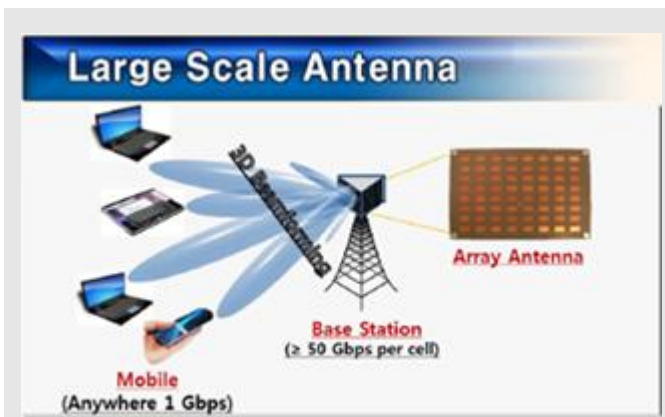 Large Scale Antenna
3D Beamforming
Array Antenna
Base Station
(≥ 50 Gbps per cell)
Mobile
(Anywhere 1 Gbps)